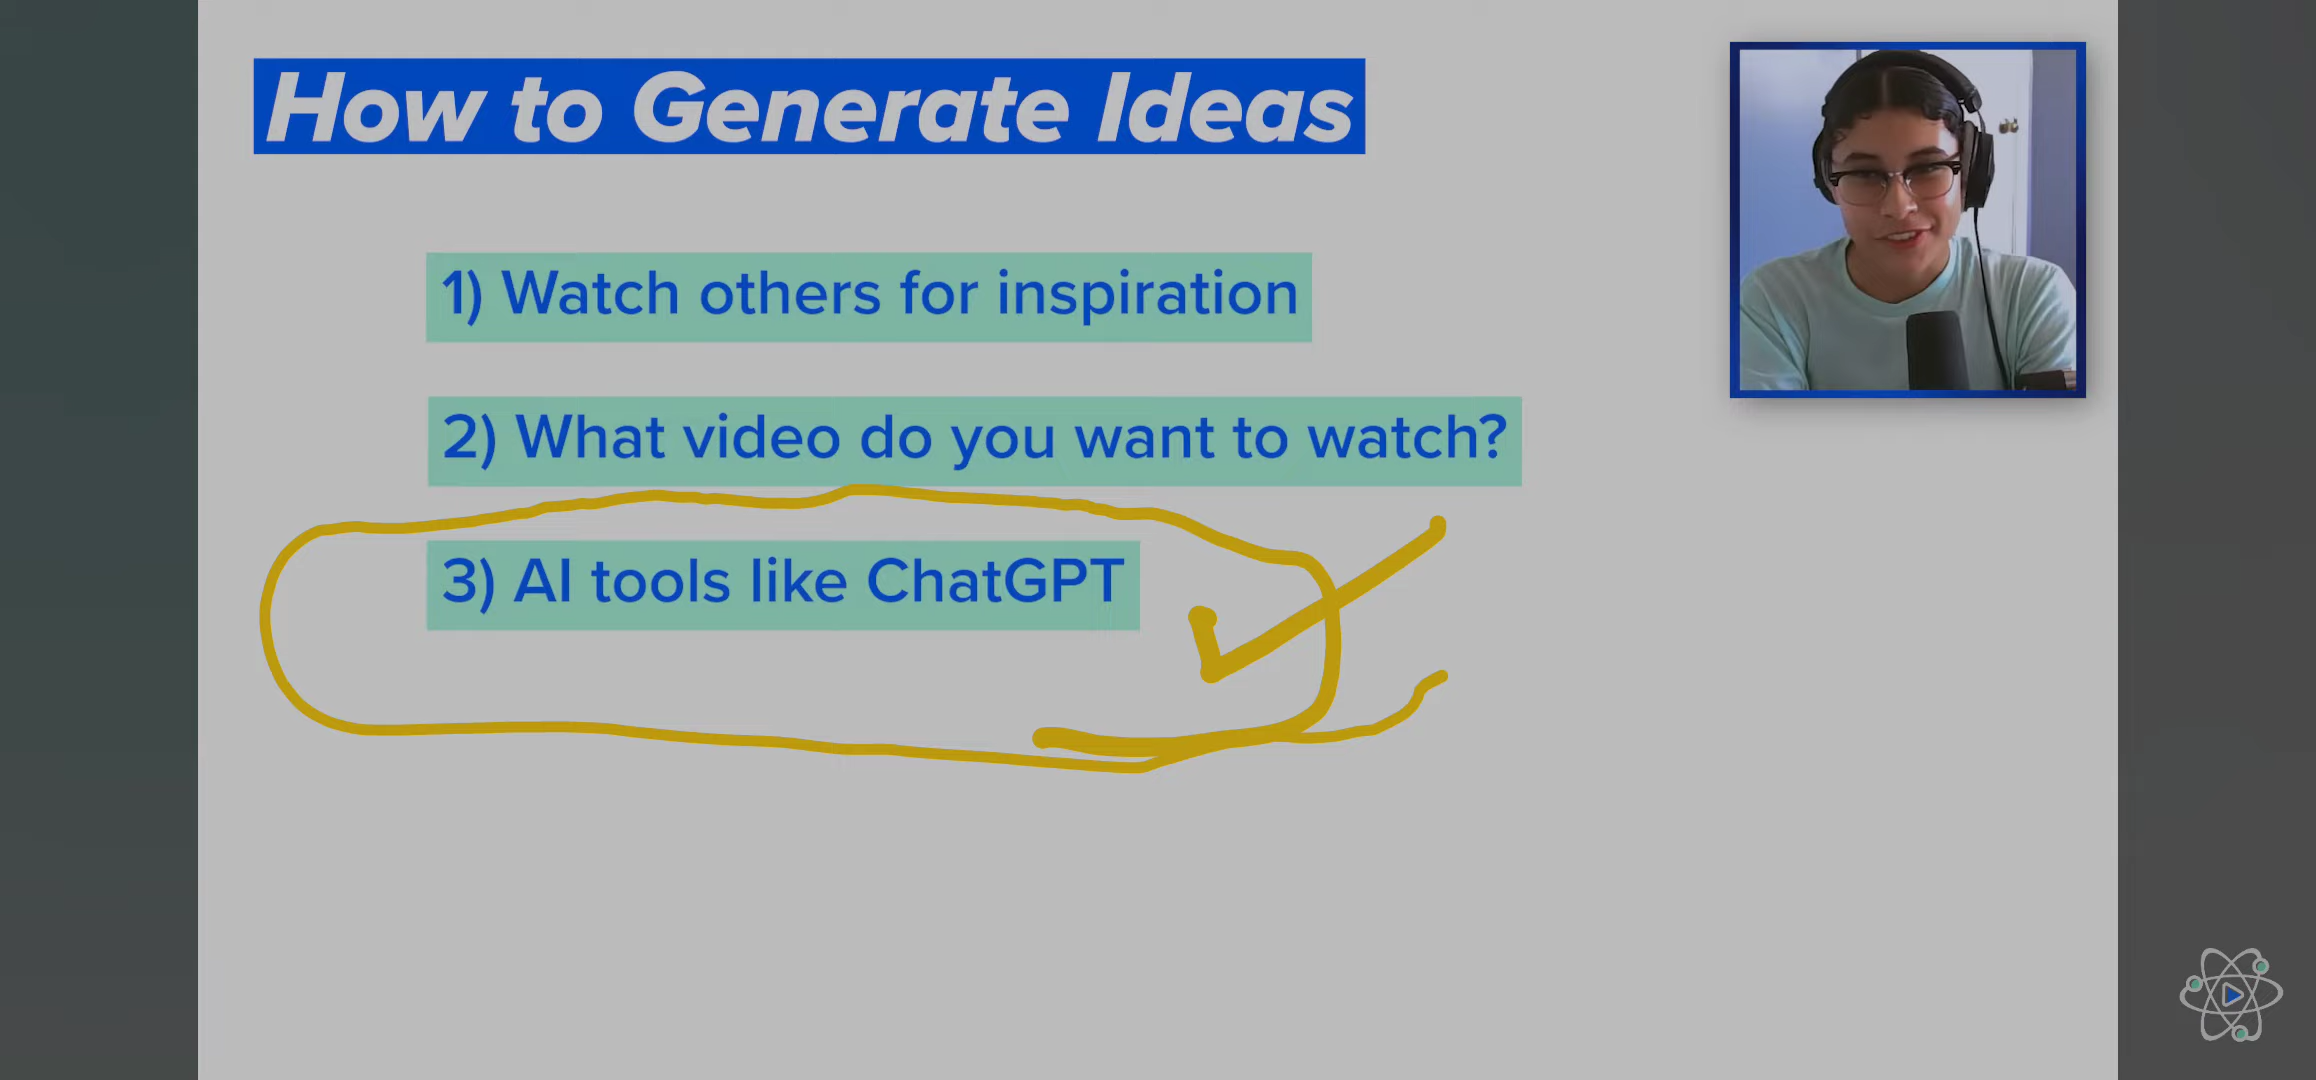 How to Generate Ideas
1) Watch others for inspiration
2) What video do you want to watch?
3) AI tools like ChatGPT